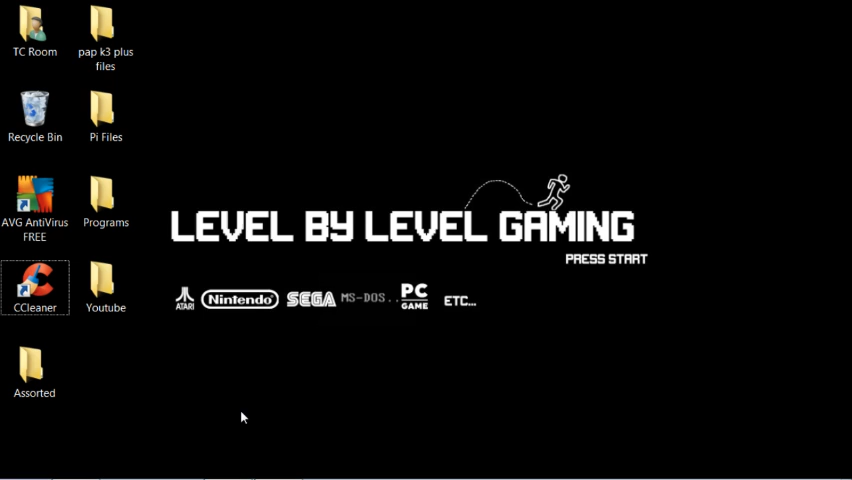 TC Room
pap k3 plus
files
Recycle Bin
Pi Files
AVG AntiVirus
FREE
Programs
CCleaner
Youtube
Assorted
LEVEL BY LEVEL GAMING
PRESS START
ATARI
Nintendo
SEGA
MS-DOS..
PC
GAME
ETC...